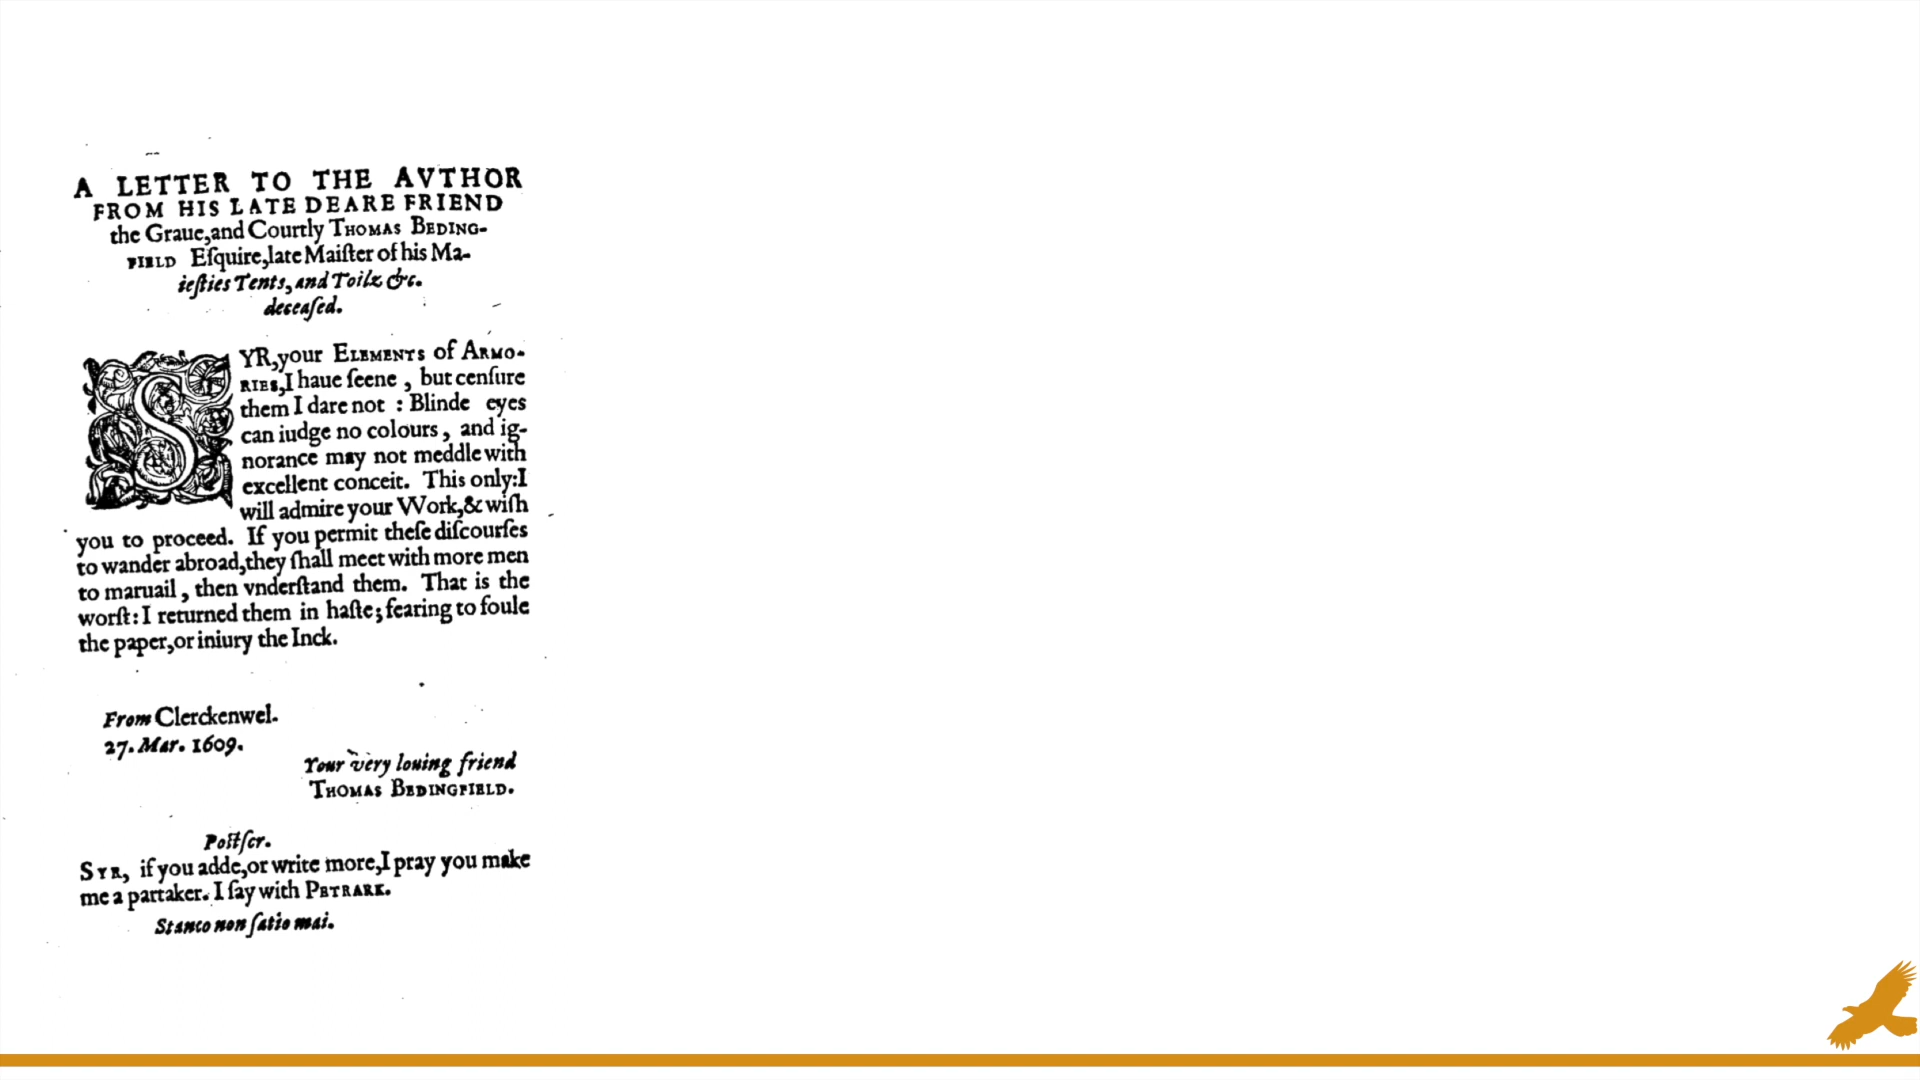 A LETTER TO THE AVTHOR
FROM HIS LATE DEARE FRIEND
the Graue,and Courtly THOMAS BEDING-
FIELD Eſquire,late Maiſter of his Ma-
ieſties Tents, and Toilz &c.
deceaſed.
SYR,your ELEMENTS of ARMO-
RIES,I haue ſeene , but cenſure
them I dare not : Blinde eyes
can iudge no colours , and ig-
norance may not meddle with
excellent conceit. This only:I
will admire your Work,& wiſh
you to proceed. If you permit theſe diſcourſes
to wander abroad,they ſhall meet with more men
to maruail , then vnderſtand them. That is the
worſt: I returned them in haſte; fearing to foule
the paper,or iniury the Inck.
From Clerckenwel.
27. Mar. 1609.
Your very louing friend
THOMAS BEDINGFIELD.
Poſtſcr.
SYR, if you adde,or write more,I pray you make
me a partaker. I ſay with PETRARK.
Stanco non ſatio mai.